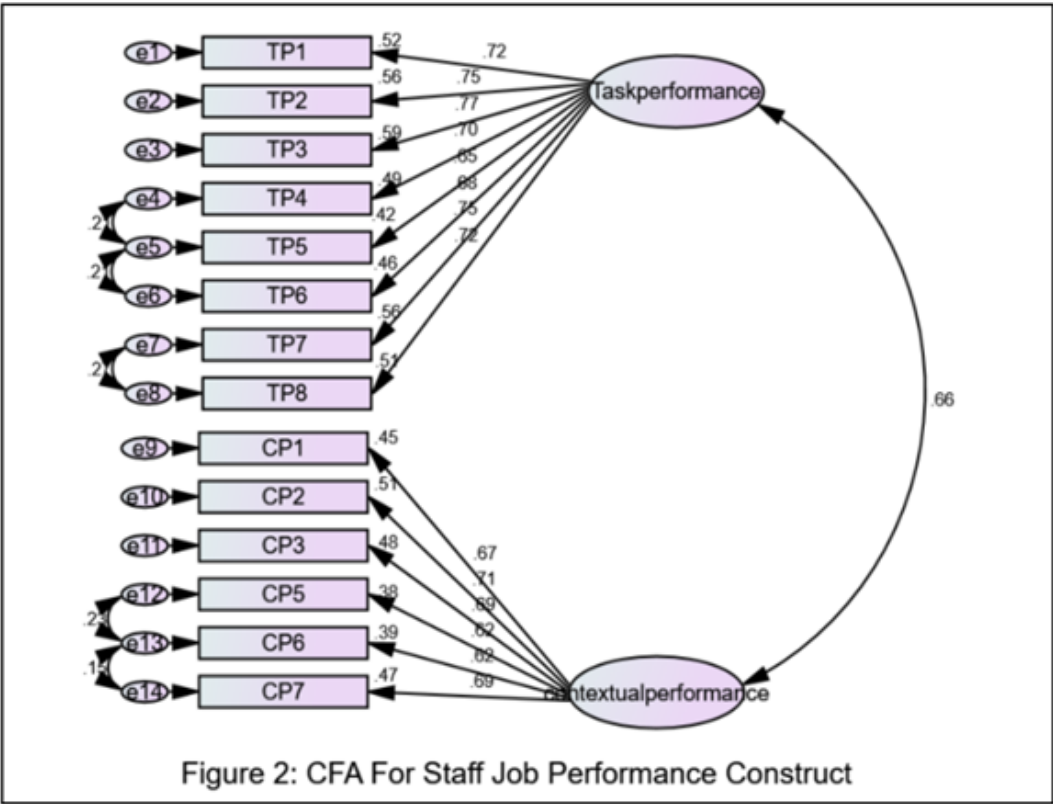 e1 TP1 .52 .72 Taskperformance
e2 TP2 .56 .75
e3 TP3 .59 .77
e4 TP4 .49 .70
e5 TP5 .42 .65
e6 TP6 .46 .68
e7 TP7 .56 .75
e8 TP8 .51 .72
.66
e9 CP1 .45 .67
e10 CP2 .51 .71
e11 CP3 .48 .69
e12 CP5 .38 .62
e13 CP6 .39 .62
e14 CP7 .47 .69 contextualperformance
Figure 2: CFA For Staff Job Performance Construct